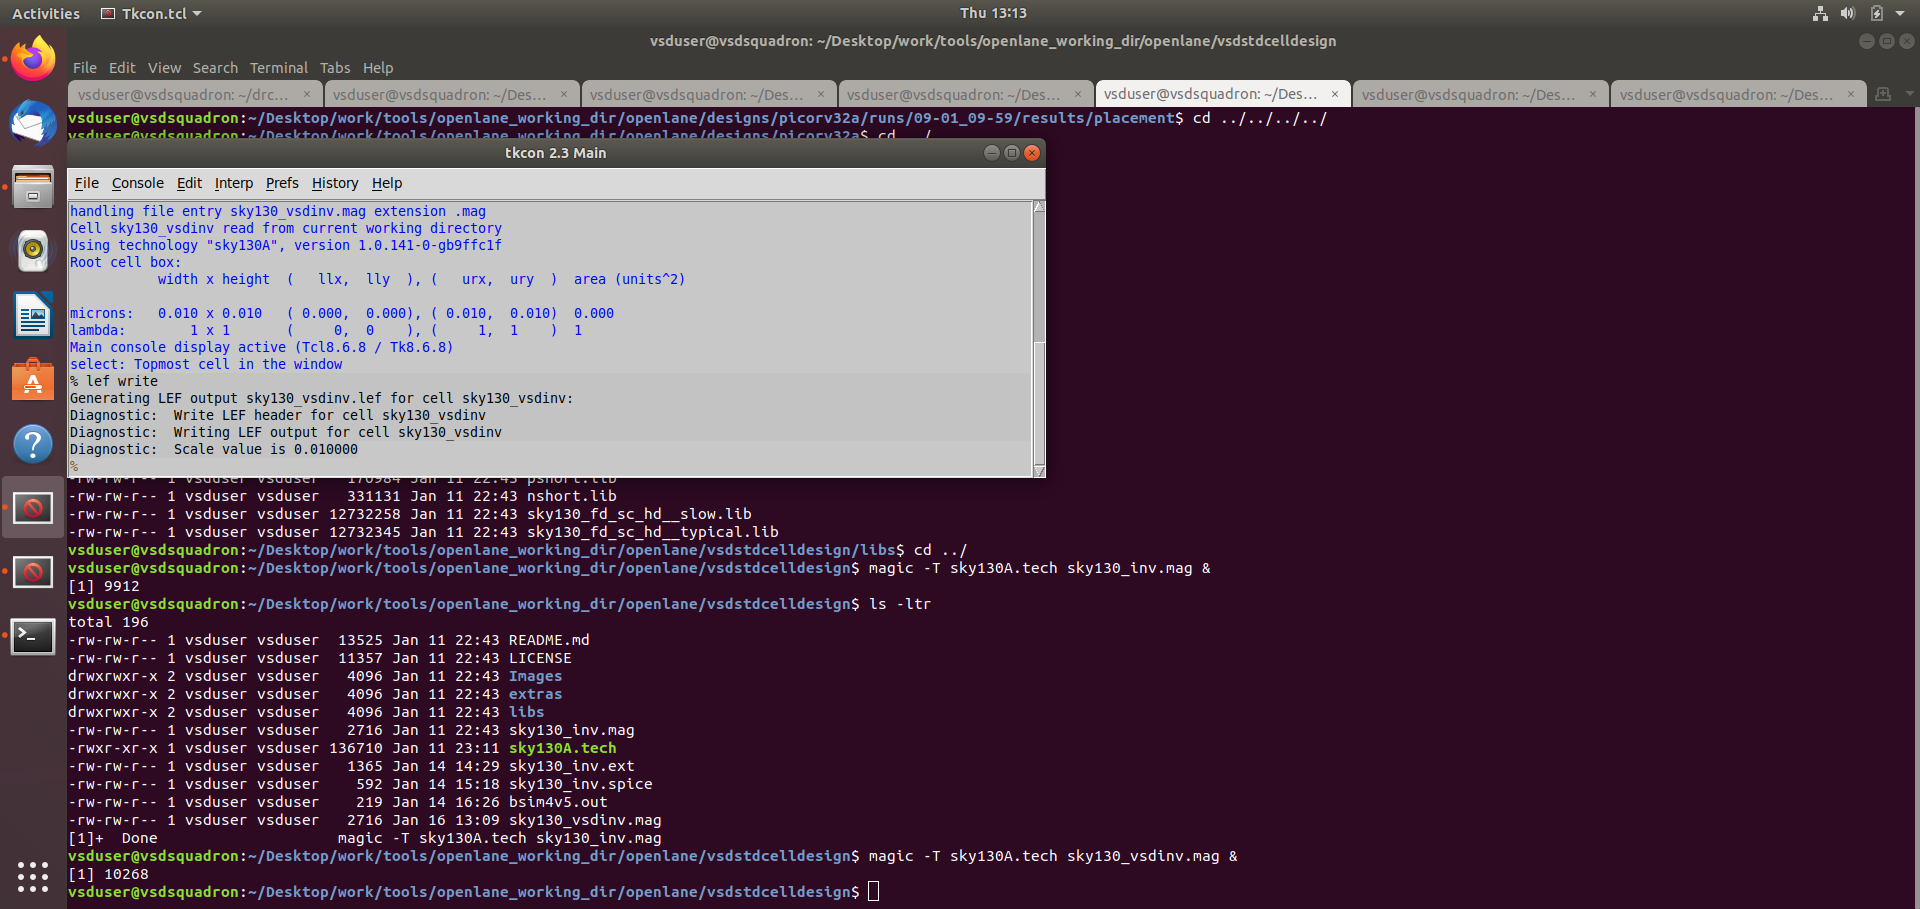 Activities
Tkcon.tcl
Thu 13:13
vsduser@vsdsquadron: ~/Desktop/work/tools/openlane_working_dir/openlane/vsdstdcelldesign
File Edit View Search Terminal Tabs Help
vsduser@vsdsquadron: ~/drc... ×
vsduser@vsdsquadron: ~/Des... ×
vsduser@vsdsquadron: ~/Des... ×
vsduser@vsdsquadron: ~/Des... ×
vsduser@vsdsquadron: ~/Des... ×
vsduser@vsdsquadron: ~/Des... ×
vsduser@vsdsquadron: ~/Des... ×
vsduser@vsdsquadron:~/Desktop/work/tools/openlane_working_dir/openlane/designs/picorv32a/runs/09-01_09-59/results/placement$ cd ../../../../
vsduser@vsdsquadron:~/Desktop/work/tools/openlane_working_dir/openlane/designs/picorv32a$ cd
tkcon 2.3 Main
File Console Edit Interp Prefs History Help
handling file entry sky130_vsdinv.mag extension .mag
Cell sky130_vsdinv read from current working directory
Using technology "sky130A", version 1.0.141-0-gb9ffc1f
Root cell box:
width x height ( llx, lly ), ( urx, ury ) area (units^2)
microns: 0.010 x 0.010 ( 0.000, 0.000), ( 0.010, 0.010) 0.000
lambda: 1 x 1 ( 0, 0 ), ( 1, 1 ) 1
Main console display active (Tcl8.6.8 / Tk8.6.8)
select: Topmost cell in the window
% lef write
Generating LEF output sky130_vsdinv.lef for cell sky130_vsdinv:
Diagnostic: Write LEF header for cell sky130_vsdinv
Diagnostic: Writing LEF output for cell sky130_vsdinv
Diagnostic: Scale value is 0.010000
%
-rw-rw-r-- 1 vsduser vsduser 170984 Jan 11 22:43 pshort.lib
-rw-rw-r-- 1 vsduser vsduser 331131 Jan 11 22:43 nshort.lib
-rw-rw-r-- 1 vsduser vsduser 12732258 Jan 11 22:43 sky130_fd_sc_hd__slow.lib
-rw-rw-r-- 1 vsduser vsduser 12732345 Jan 11 22:43 sky130_fd_sc_hd__typical.lib
vsduser@vsdsquadron:~/Desktop/work/tools/openlane_working_dir/openlane/vsdstdcelldesign/libs$ cd ../
vsduser@vsdsquadron:~/Desktop/work/tools/openlane_working_dir/openlane/vsdstdcelldesign$ magic -T sky130A.tech sky130_inv.mag &
[1] 9912
vsduser@vsdsquadron:~/Desktop/work/tools/openlane_working_dir/openlane/vsdstdcelldesign$ ls -ltr
total 196
-rw-rw-r-- 1 vsduser vsduser 13525 Jan 11 22:43 README.md
-rw-rw-r-- 1 vsduser vsduser 11357 Jan 11 22:43 LICENSE
drwxrwxr-x 2 vsduser vsduser 4096 Jan 11 22:43 Images
drwxrwxr-x 2 vsduser vsduser 4096 Jan 11 22:43 extras
drwxrwxr-x 2 vsduser vsduser 4096 Jan 11 22:43 libs
-rw-rw-r-- 1 vsduser vsduser 2716 Jan 11 22:43 sky130_inv.mag
-rwxr-xr-x 1 vsduser vsduser 136710 Jan 11 23:11 sky130A.tech
-rw-rw-r-- 1 vsduser vsduser 1365 Jan 14 14:29 sky130_inv.ext
-rw-rw-r-- 1 vsduser vsduser 592 Jan 14 15:18 sky130_inv.spice
-rw-rw-r-- 1 vsduser vsduser 219 Jan 14 16:26 bsim4v5.out
-rw-rw-r-- 1 vsduser vsduser 2716 Jan 16 13:09 sky130_vsdinv.mag
[1]+ Done magic -T sky130A.tech sky130_inv.mag
vsduser@vsdsquadron:~/Desktop/work/tools/openlane_working_dir/openlane/vsdstdcelldesign$ magic -T sky130A.tech sky130_vsdinv.mag &
[1] 10268
vsduser@vsdsquadron:~/Desktop/work/tools/openlane_working_dir/openlane/vsdstdcelldesign$